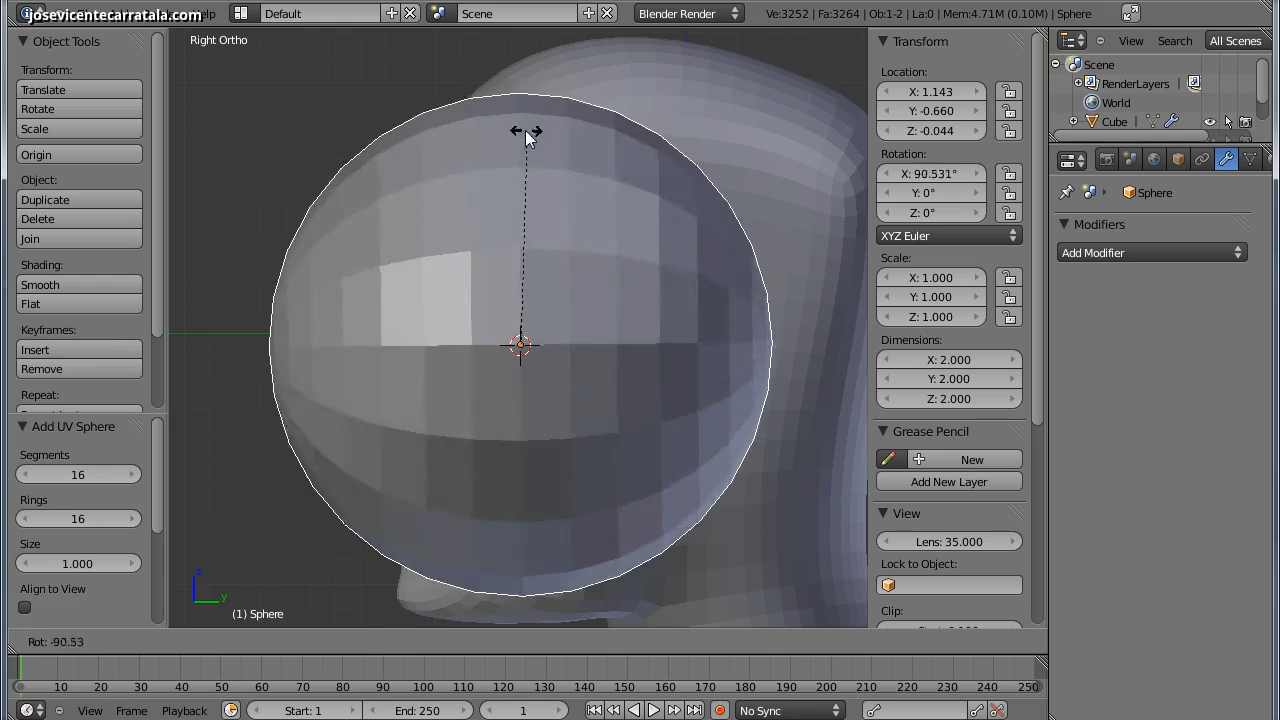 josevicentecarratala.com
Help
Default
Scene
Blender Render
Ve:3252 | Fa:3264 | Ob:1-2 | La:0 | Mem:4.71M (0.10M) | Sphere
Object Tools
Transform:
Translate
Rotate
Scale
Origin
Object:
Duplicate
Delete
Join
Shading:
Smooth
Flat
Keyframes:
Insert
Remove
Repeat:
Add UV Sphere
Segments
16
Rings
16
Size
1.000
Align to View
Right Ortho
z
y
(1) Sphere
Transform
Location:
X: 1.143
Y: -0.660
Z: -0.044
Rotation:
X: 90.531°
Y: 0°
Z: 0°
XYZ Euler
Scale:
X: 1.000
Y: 1.000
Z: 1.000
Dimensions:
X: 2.000
Y: 2.000
Z: 2.000
Grease Pencil
New
Add New Layer
View
Lens: 35.000
Lock to Object:
Clip:
View
Search
All Scenes
Scene
RenderLayers
World
Cube
Sphere
Modifiers
Add Modifier
Rot: -90.53
10 20 30 40 50 60 70 80 90 100 110 120 130 140 150 160 170 180 190 200 210 220 230 240 250
View
Frame
Playback
Start: 1
End: 250
1
No Sync